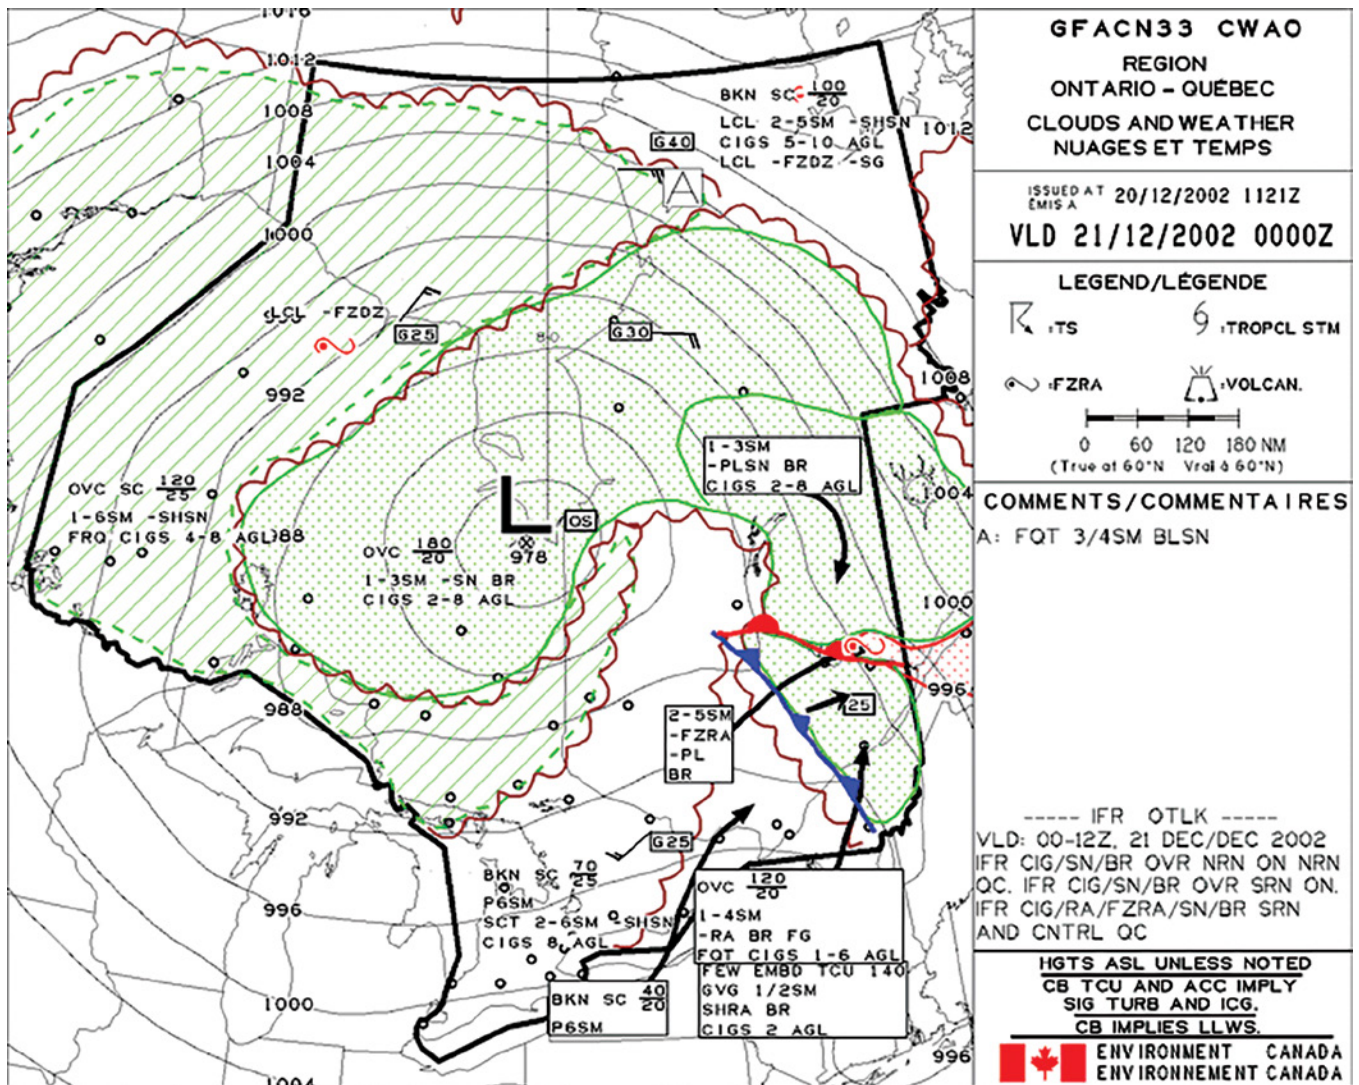 1016
1012
1008
1004
1000
992
988
BKN SC 100/20
LCL 2-5SM -SHSN
CIGS 5-10 AGL
LCL -FZDZ -SG
1012
G40
A
LCL -FZDZ
G25
G30
80
1008
OVC SC 120/25
1-6SM -SHSN
FRQ CIGS 4-8 AGL
OVC 180/20
1-3SM -SN BR
CIGS 2-8 AGL
L
978
OS
1-3SM
-PLSN BR
CIGS 2-8 AGL
1004
1000
996
25
2-5SM
-FZRA
-PL
BR
988
992
996
1000
1004
G25
BKN SC 70/25
P6SM
SCT 2-6SM -SHSN
CIGS 8 AGL
BKN SC 40/20
P6SM
OVC 120/20
1-4SM
-RA BR FG
FQT CIGS 1-6 AGL
FEW EMBD TCU 140
GVG 1/2SM
SHRA BR
CIGS 2 AGL
996
GFACN33 CWAO
REGION
ONTARIO - QUÉBEC
CLOUDS AND WEATHER
NUAGES ET TEMPS
ISSUED AT
ÉMIS A
20/12/2002 1121Z
VLD 21/12/2002 0000Z
LEGEND/LÉGENDE
:TS
:TROPCL STM
:FZRA
:VOLCAN.
0 60 120 180 NM
(True at 60°N Vrai à 60°N)
COMMENTS/COMMENTAIRES
A: FQT 3/4SM BLSN
----- IFR OTLK -----
VLD: 00-12Z, 21 DEC/DEC 2002
IFR CIG/SN/BR OVR NRN ON NRN
QC. IFR CIG/SN/BR OVR SRN ON.
IFR CIG/RA/FZRA/SN/BR SRN
AND CNTRL QC
HGTS ASL UNLESS NOTED
CB TCU AND ACC IMPLY
SIG TURB AND ICG.
CB IMPLIES LLWS.
ENVIRONMENT CANADA
ENVIRONNEMENT CANADA